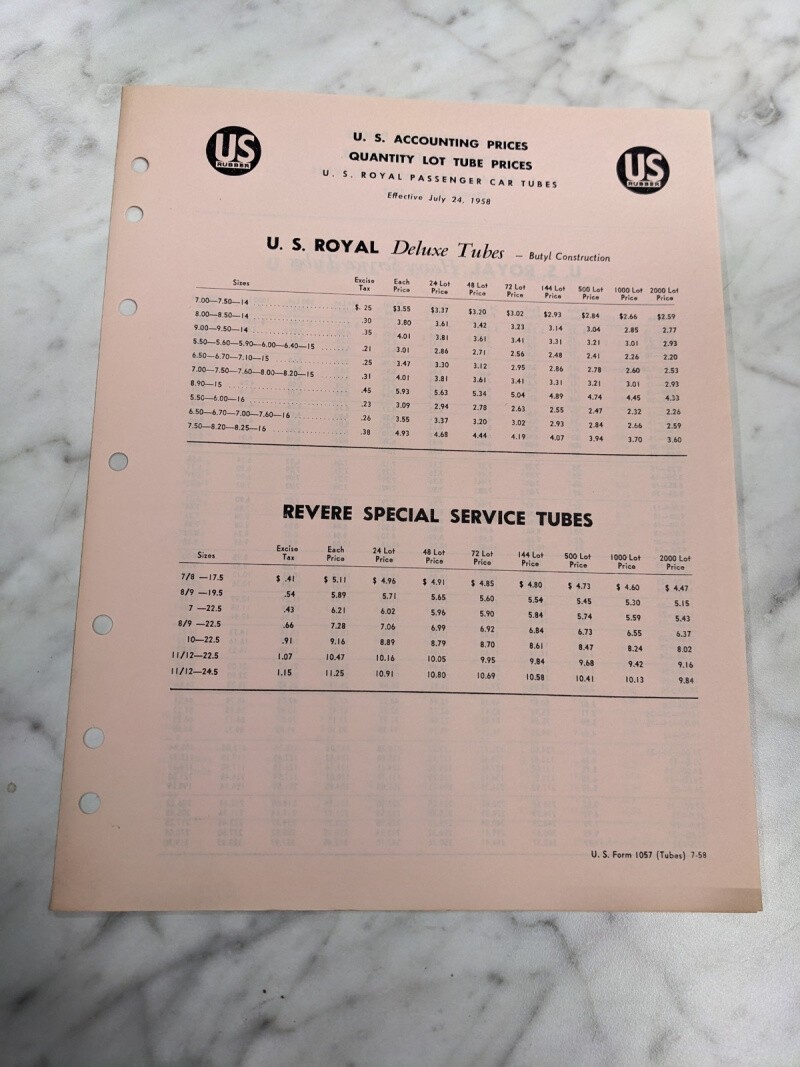 US
RUBBER
U. S. ACCOUNTING PRICES
QUANTITY LOT TUBE PRICES
U. S. ROYAL PASSENGER CAR TUBES
Effective July 24, 1958
US
RUBBER
U. S. ROYAL Deluxe Tubes – Butyl Construction
Sizes Excise Tax Each Price 24 Lot Price 48 Lot Price 72 Lot Price 144 Lot Price 500 Lot Price 1000 Lot Price 2000 Lot Price
7.00—7.50—14 $.25 $3.55 $3.37 $3.20 $3.02 $2.93 $2.84 $2.66 $2.59
8.00—8.50—14 .30 3.80 3.61 3.42 3.23 3.14 3.04 2.85 2.77
9.00—9.50—14 .35 4.01 3.81 3.61 3.41 3.31 3.21 3.01 2.93
5.50—5.60—5.90—6.00—6.40—15 .21 3.01 2.86 2.71 2.56 2.48 2.41 2.26 2.20
6.50—6.70—7.10—15 .25 3.47 3.30 3.12 2.95 2.86 2.78 2.60 2.53
7.00—7.50—7.60—8.00—8.20—15 .31 4.01 3.81 3.61 3.41 3.31 3.21 3.01 2.93
8.90—15 .45 5.93 5.63 5.34 5.04 4.89 4.74 4.45 4.33
5.50—6.00—16 .23 3.09 2.94 2.78 2.63 2.55 2.47 2.32 2.26
6.50—6.70—7.00—7.60—16 .26 3.55 3.37 3.20 3.02 2.93 2.84 2.66 2.59
7.50—8.20—8.25—16 .38 4.93 4.68 4.44 4.19 4.07 3.94 3.70 3.60
REVERE SPECIAL SERVICE TUBES
Sizes Excise Tax Each Price 24 Lot Price 48 Lot Price 72 Lot Price 144 Lot Price 500 Lot Price 1000 Lot Price 2000 Lot Price
7/8 —17.5 $ .41 $ 5.11 $ 4.96 $ 4.91 $ 4.85 $ 4.80 $ 4.73 $ 4.60 $ 4.47
8/9 —19.5 .54 5.89 5.71 5.65 5.60 5.54 5.45 5.30 5.15
7 —22.5 .43 6.21 6.02 5.96 5.90 5.84 5.74 5.59 5.43
8/9 —22.5 .66 7.28 7.06 6.99 6.92 6.84 6.73 6.55 6.37
10—22.5 .91 9.16 8.89 8.79 8.70 8.61 8.47 8.24 8.02
11/12—22.5 1.07 10.47 10.16 10.05 9.95 9.84 9.68 9.42 9.16
11/12—24.5 1.15 11.25 10.91 10.80 10.69 10.58 10.41 10.13 9.84
U. S. Form 1057 (Tubes) 7-58